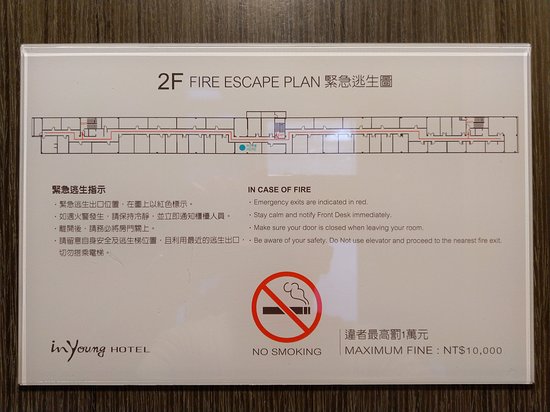 2F FIRE ESCAPE PLAN 緊急逃生圖
緊急逃生指示
．緊急逃生出口位置，在圖上以紅色標示。
．如遇火警發生，請保持冷靜，並立即通知櫃檯人員。
．離開後，請務必將房門關上。
．請留意自身安全及逃生梯位置，且利用最近的逃生出口，
切勿搭乘電梯。
IN CASE OF FIRE
· Emergency exits are indicated in red.
· Stay calm and notify Front Desk immediately.
· Make sure your door is closed when leaving your room.
· Be aware of your safety. Do Not use elevator and proceed to the nearest fire exit.
inYoung HOTEL
NO SMOKING
違者最高罰1萬元
MAXIMUM FINE : NT$10,000